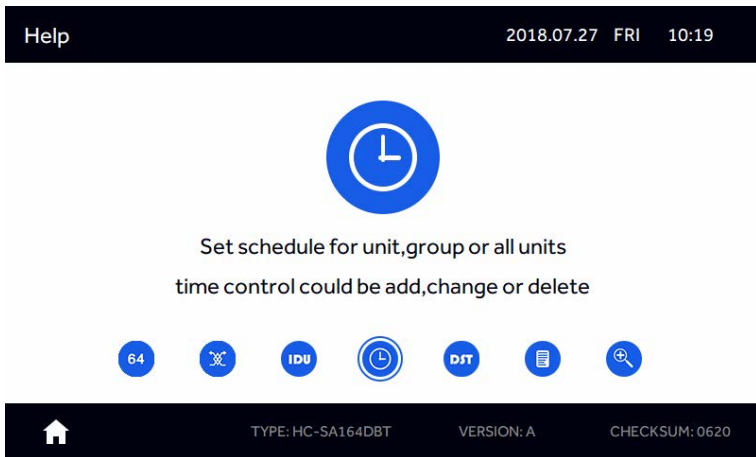 Help
2018.07.27 FRI 10:19
Set schedule for unit,group or all units
time control could be add,change or delete
64
IDU
DST
TYPE: HC-SA164DBT
VERSION: A
CHECKSUM: 0620